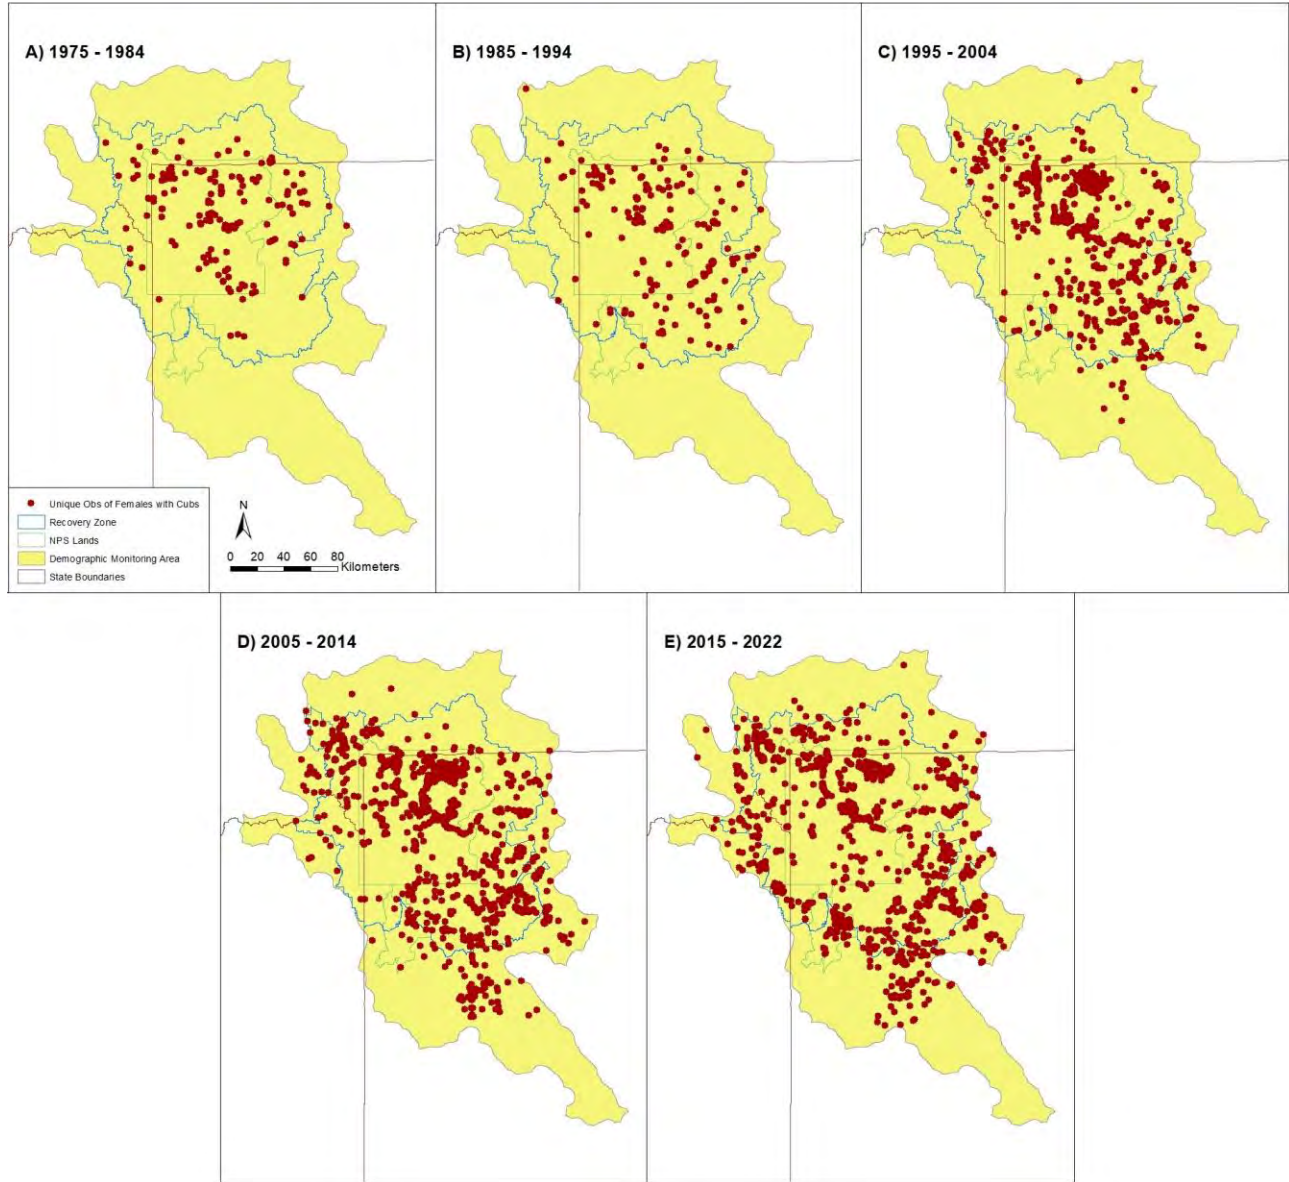 A) 1975 - 1984
B) 1985 - 1994
C) 1995 - 2004
Unique Obs of Females with Cubs
Recovery Zone
NPS Lands
Demographic Monitoring Area
State Boundaries
N
0 20 40 60 80
Kilometers
D) 2005 - 2014
E) 2015 - 2022